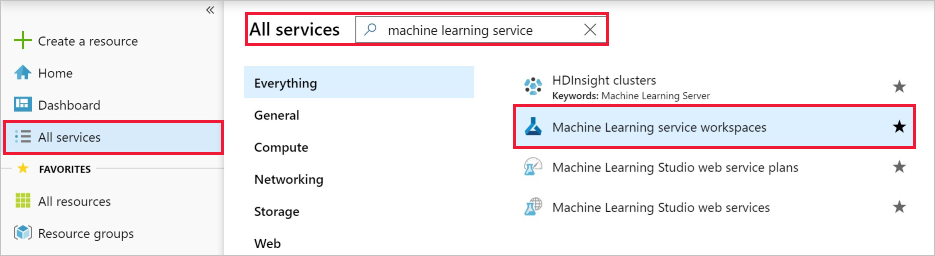 «
Create a resource
Home
Dashboard
All services
FAVORITES
All resources
Resource groups
All services
machine learning service
Everything
General
Compute
Networking
Storage
Web
HDInsight clusters
Keywords: Machine Learning Server
Machine Learning service workspaces
Machine Learning Studio web service plans
Machine Learning Studio web services